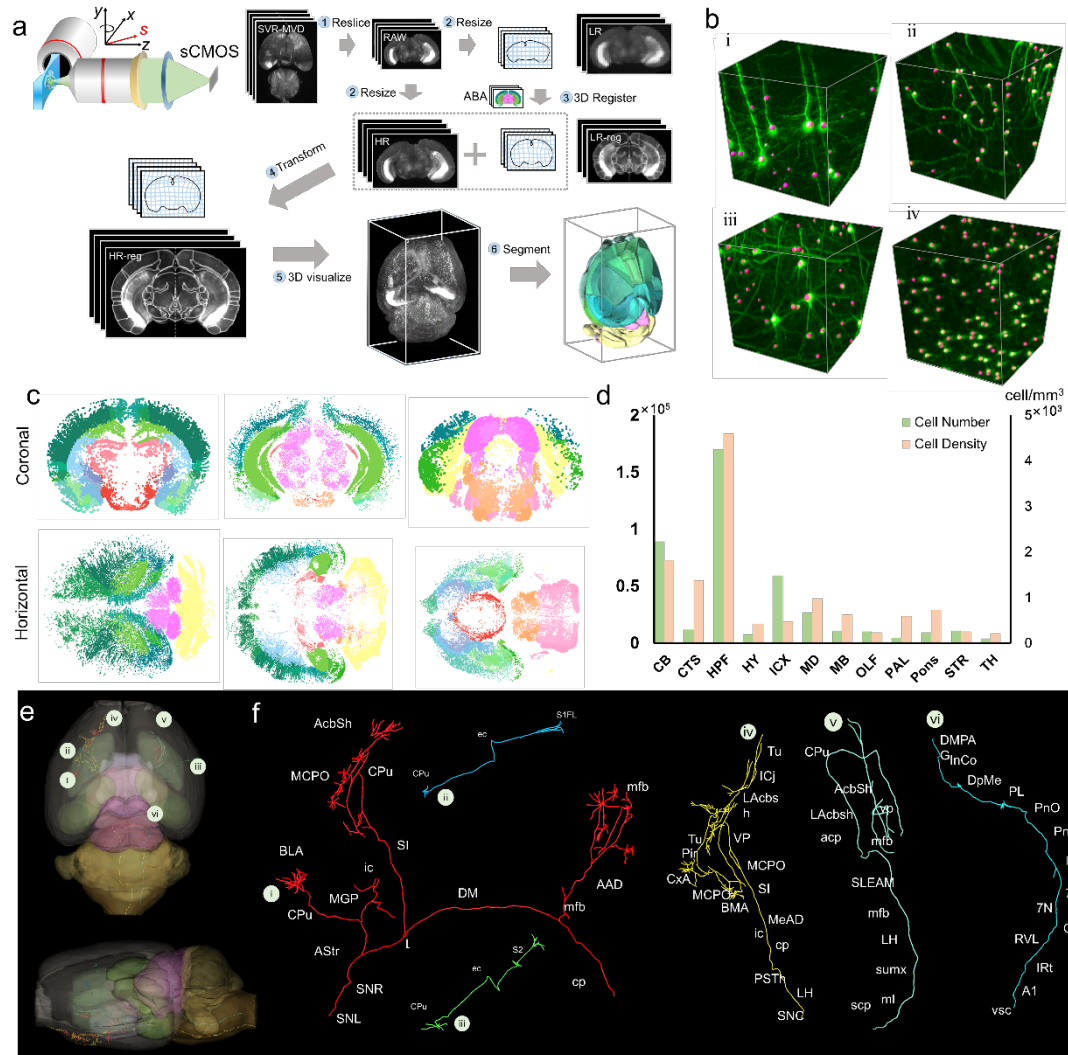 a
y
x
s
z
sCMOS
SVR-MVD
1 Reslice
RAW
2 Resize
LR
2 Resize
ABA
3 3D Register
HR
+
LR-reg
4 Transform
HR-reg
5 3D visualize
6 Segment
b
i
ii
iii
iv
c
Coronal
Horizontal
d
×10⁵
2
1.5
1
0.5
0
cell/mm³
×10³
5
4
3
2
1
0
Cell Number
Cell Density
CB
CTS
HPF
HY
ICX
MD
MB
OLF
PAL
Pons
STR
TH
e
iv
v
ii
iii
i
vi
f
AcbSh
MCPO
CPu
SI
BLA
i
CPu
ic
MGP
AStr
SNR
SNL
L
DM
mfb
AAD
mfb
cp
S1FL
ec
CPu
ii
S2
ec
CPu
iii
iv
Tu
ICj
LAcbs
h
Tu
VP
Pir
MCPO
CxA
MCPO
SI
BMA
MeAD
ic
cp
PSTh
LH
SNC
v
CPu
AcbSh
LAcbsh
vp
acp
mfb
SLEAM
mfb
LH
sumx
scp
ml
vi
DMPA
G
InCo
DpMe
PL
PnO
Pn
7N
RVL
IRt
A1
vsc